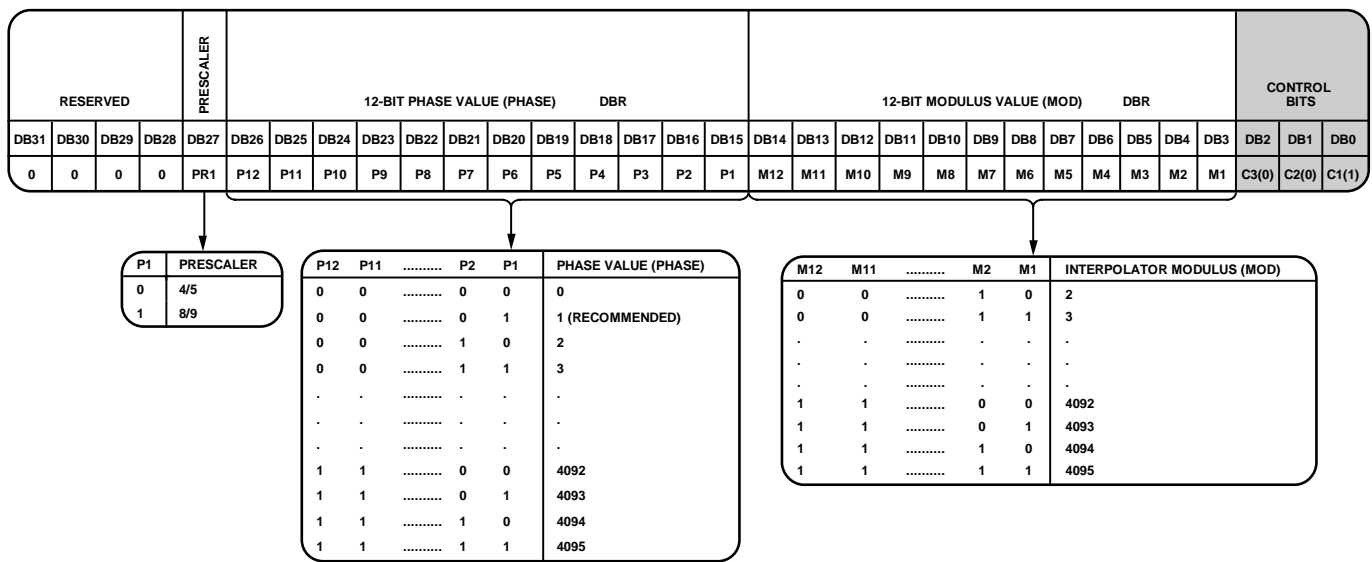 RESERVED PRESCALER 12-BIT PHASE VALUE (PHASE) DBR 12-BIT MODULUS VALUE (MOD) DBR CONTROL BITS
DB31 DB30 DB29 DB28 DB27 DB26 DB25 DB24 DB23 DB22 DB21 DB20 DB19 DB18 DB17 DB16 DB15 DB14 DB13 DB12 DB11 DB10 DB9 DB8 DB7 DB6 DB5 DB4 DB3 DB2 DB1 DB0
0 0 0 0 PR1 P12 P11 P10 P9 P8 P7 P6 P5 P4 P3 P2 P1 M12 M11 M10 M9 M8 M7 M6 M5 M4 M3 M2 M1 C3(0) C2(0) C1(1)
P1 PRESCALER
0 4/5
1 8/9
P12 P11 .......... P2 P1 PHASE VALUE (PHASE)
0 0 .......... 0 0 0
0 0 .......... 0 1 1 (RECOMMENDED)
0 0 .......... 1 0 2
0 0 .......... 1 1 3
. . .......... . . .
. . .......... . . .
. . .......... . . .
1 1 .......... 0 0 4092
1 1 .......... 0 1 4093
1 1 .......... 1 0 4094
1 1 .......... 1 1 4095
M12 M11 .......... M2 M1 INTERPOLATOR MODULUS (MOD)
0 0 .......... 1 0 2
0 0 .......... 1 1 3
. . .......... . . .
. . .......... . . .
. . .......... . . .
1 1 .......... 0 0 4092
1 1 .......... 0 1 4093
1 1 .......... 1 0 4094
1 1 .......... 1 1 4095